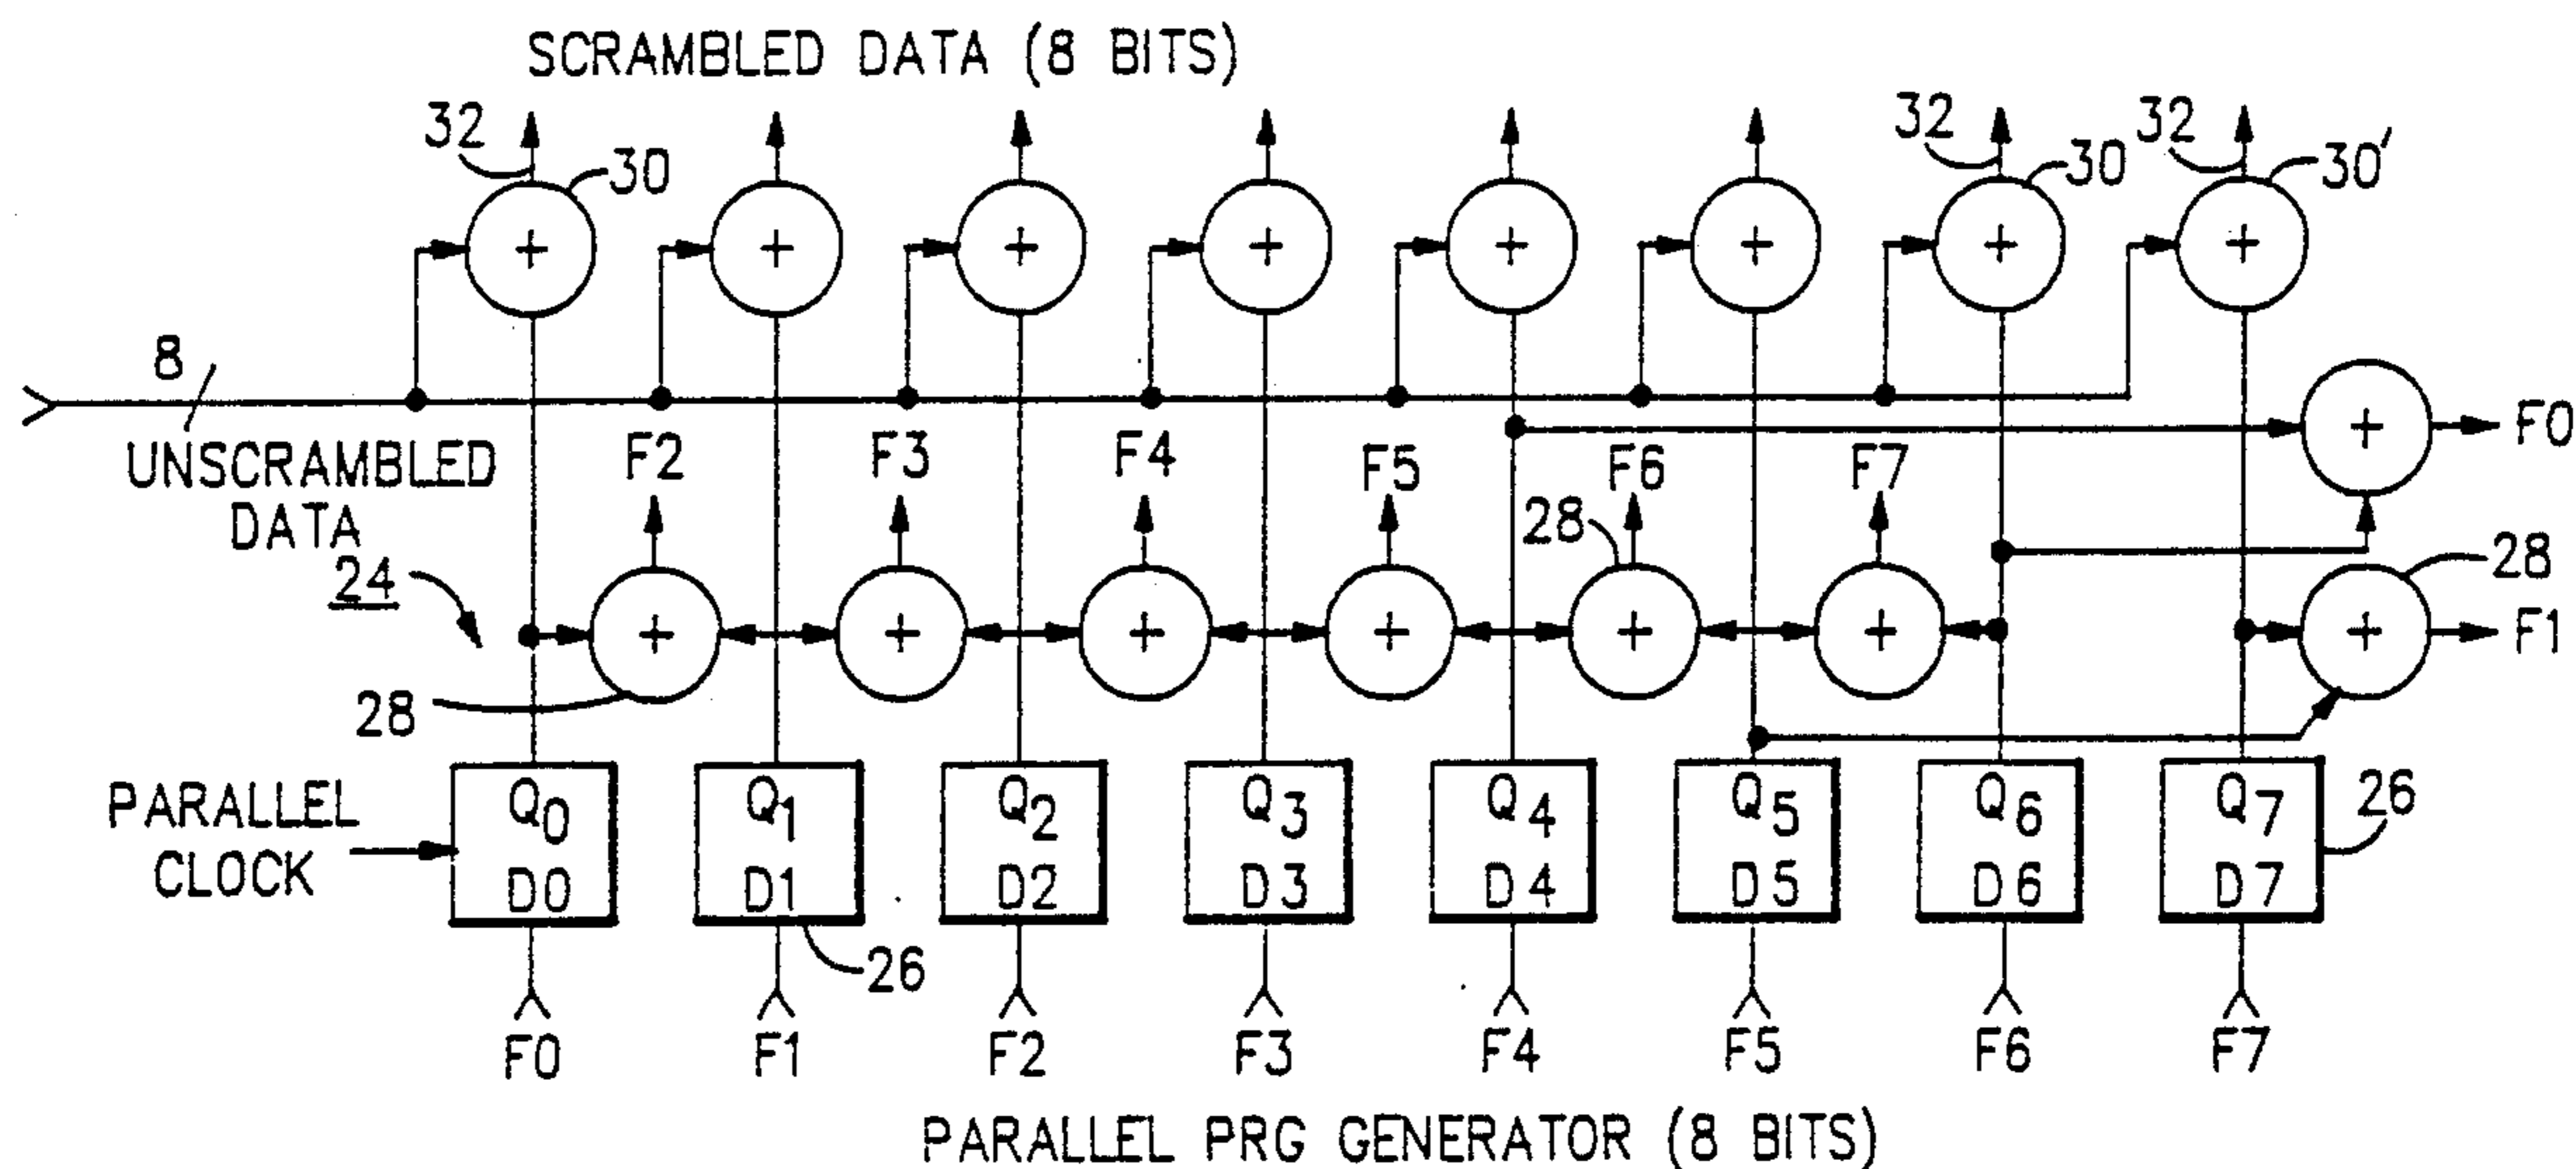 SCRAMBLED DATA (8 BITS)
32 32 32
30 30 30'
+ + + + + + + +
8
UNSCRAMBLED
DATA
F2 F3 F4 F5 F6 F7
+ F0
24
28 28
+ + + + + + + F1
28
PARALLEL
CLOCK
Q0 Q1 Q2 Q3 Q4 Q5 Q6 Q7
D0 D1 D2 D3 D4 D5 D6 D7
26
26
F0 F1 F2 F3 F4 F5 F6 F7
PARALLEL PRG GENERATOR (8 BITS)